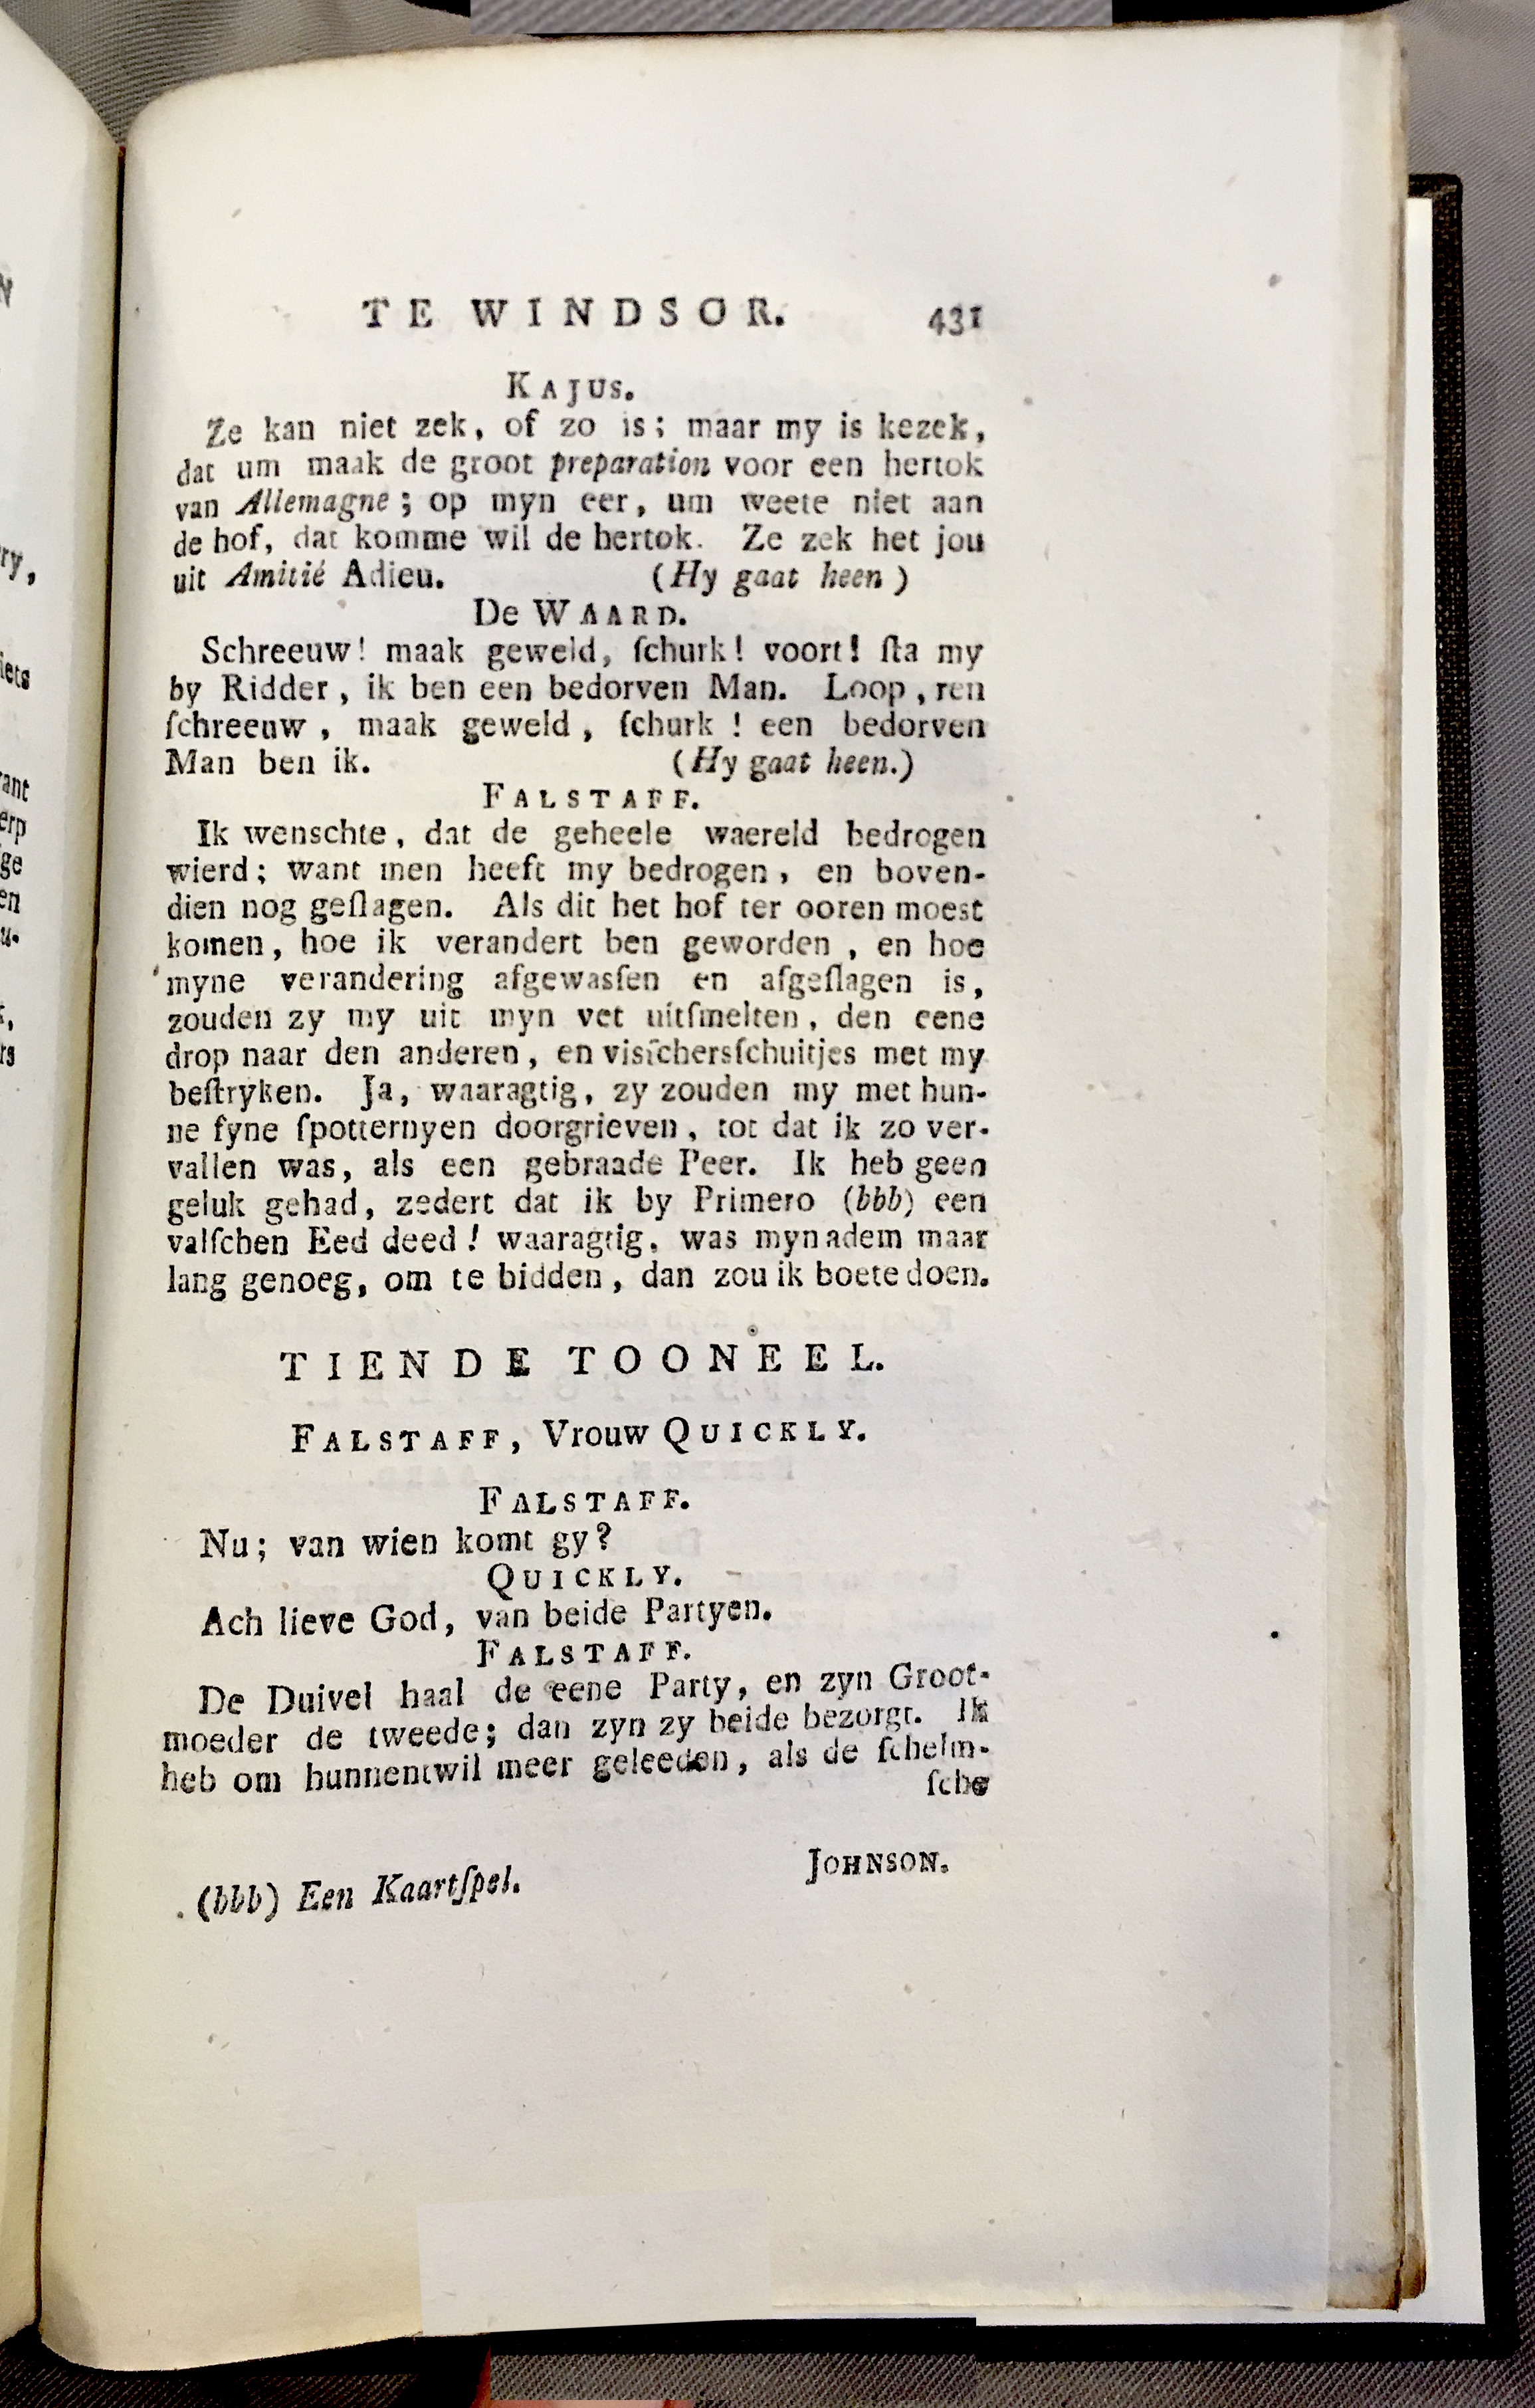 TE WINDSOR. 431
KAJUS.
Ze kan niet zek, of zo is; maar my is kezek,
dat um maak de groot preparation voor een hertok
van Allemagne; op myn eer, um weete niet aan
de hof, dat komme wil de hertok. Ze zek het jou
uit Amitié Adieu. (Hy gaat heen)
De WAARD.
Schreeuw! maak geweld, ſchurk! voort! ſta my
by Ridder, ik ben een bedorven Man. Loop, ren
ſchreeuw, maak geweld, ſchurk! een bedorven
Man ben ik. (Hy gaat heen.)
FALSTAFF.
Ik wenschte, dat de geheele waereld bedrogen
wierd; want men heeft my bedrogen, en boven-
dien nog geſlagen. Als dit het hof ter ooren moest
komen, hoe ik verandert ben geworden, en hoe
myne verandering afgewasſen en afgeſlagen is,
zouden zy my uit myn vet uitſmelten, den eene
drop naar den anderen, en visſchersſchuitjes met my
beſtryken. Ja, waaragtig, zy zouden my met hun-
ne fyne ſpotternyen doorgrieven, tot dat ik zo ver-
vallen was, als een gebraade Peer. Ik heb geen
geluk gehad, zedert dat ik by Primero (bbb) een
valſchen Eed deed! waaragtig, was myn adem maar
lang genoeg, om te bidden, dan zou ik boete doen.
TIENDE TOONEEL.
FALSTAFF, Vrouw QUICKLY.
FALSTAFF.
Nu; van wien komt gy?
QUICKLY.
Ach lieve God, van beide Partyen.
FALSTAFF.
De Duivel haal de eene Party, en zyn Groot-
moeder de tweede; dan zyn zy beide bezorgt. Ik
heb om hunnentwil meer geleeden, als de ſchelm-
ſche
JOHNSON.
(bbb) Een Kaartſpel.